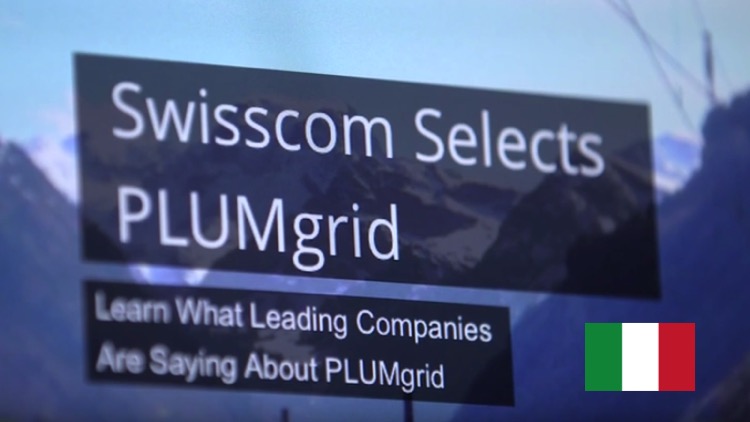 Swisscom Selects
PLUMgrid
Learn What Leading Companies
Are Saying About PLUMgrid